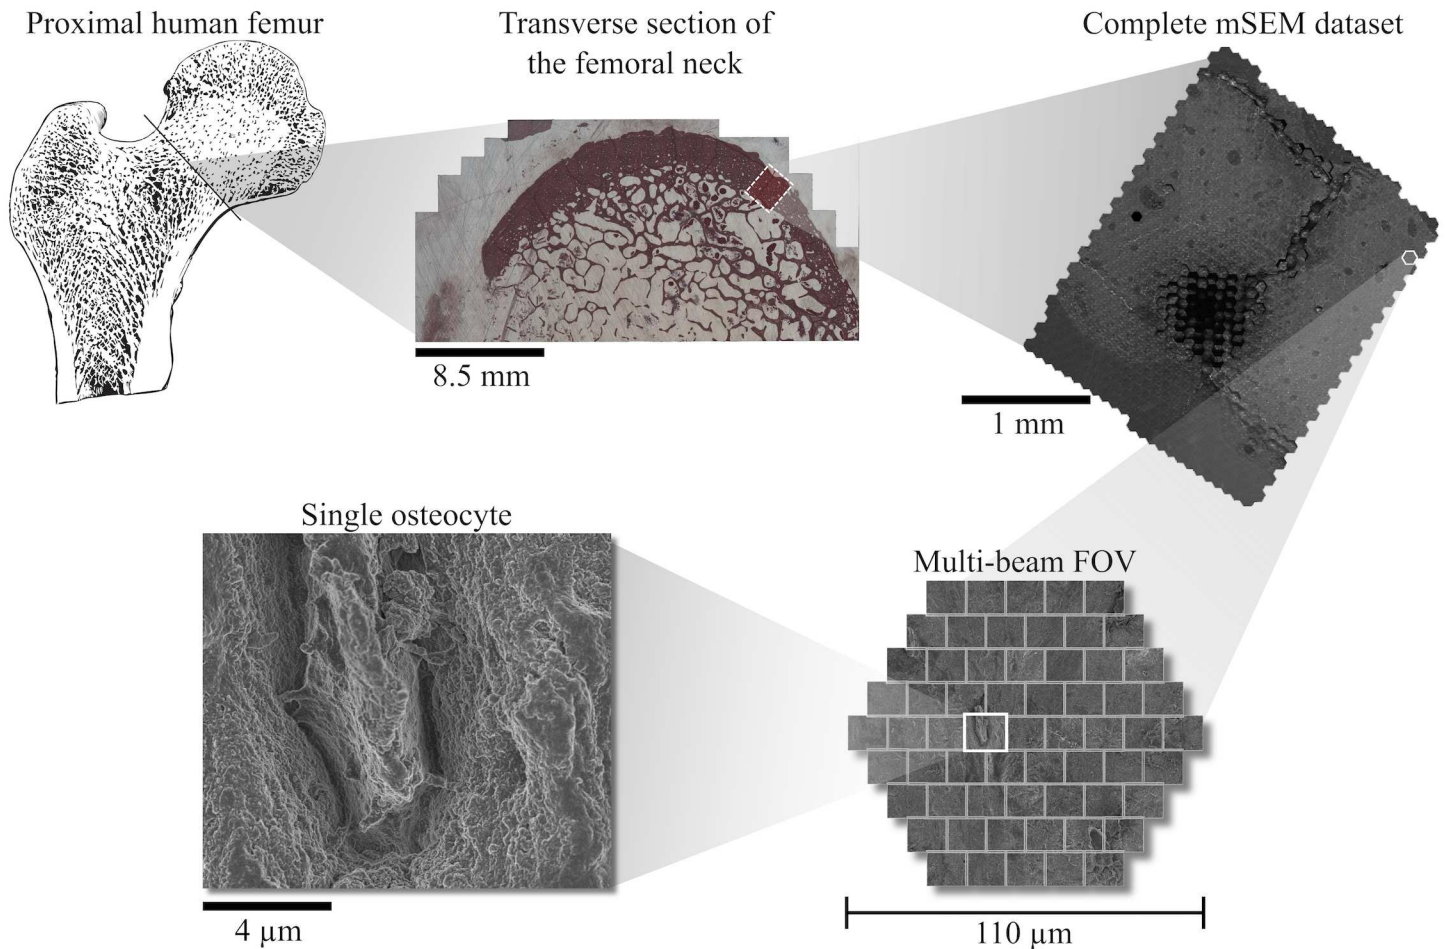 Proximal human femur
Transverse section of
the femoral neck
Complete mSEM dataset
8.5 mm
1 mm
Single osteocyte
Multi-beam FOV
4 µm
110 µm